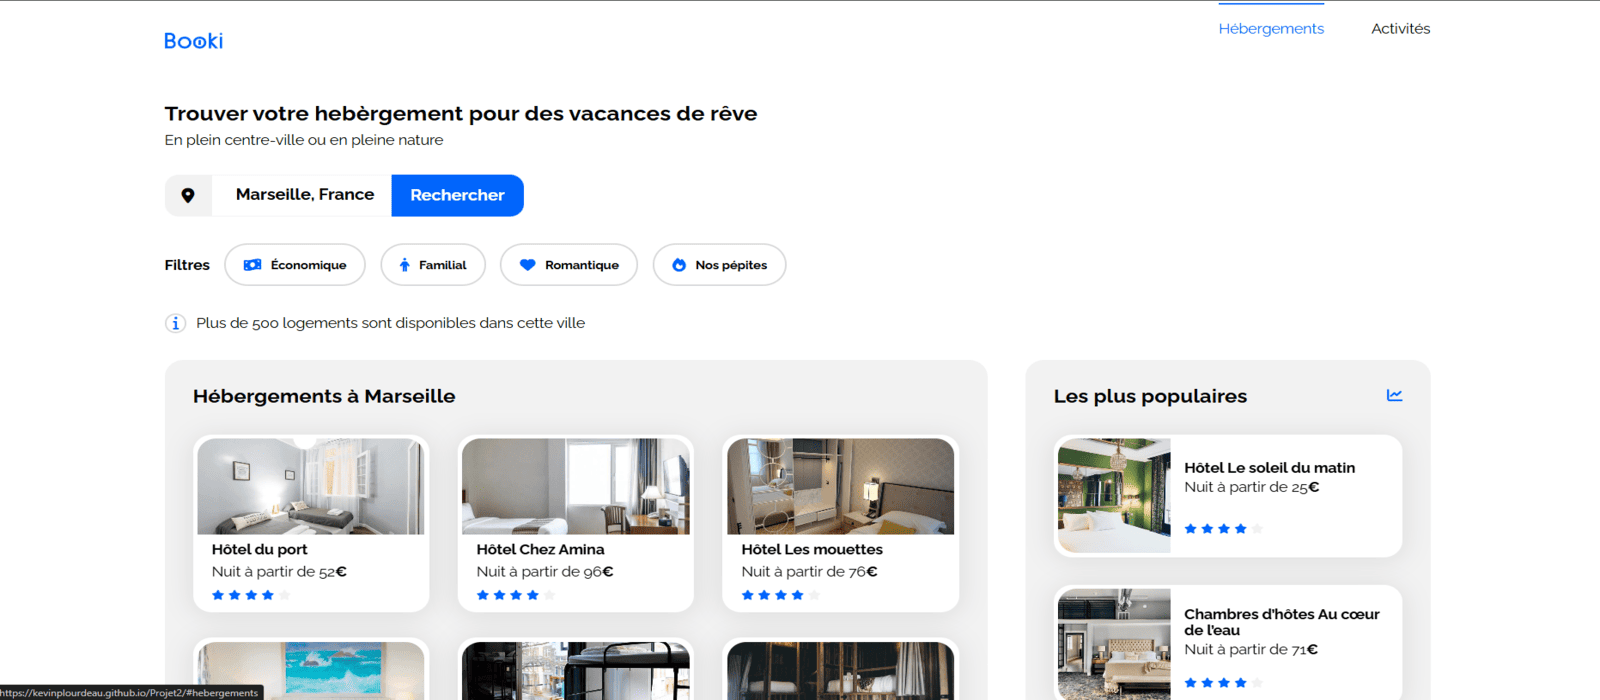 Booki
Hébergements
Activités
Trouver votre hebèrgement pour des vacances de rêve
En plein centre-ville ou en pleine nature
Marseille, France
Rechercher
Filtres
Économique
Familial
Romantique
Nos pépites
Plus de 500 logements sont disponibles dans cette ville
Hébergements à Marseille
Hôtel du port
Nuit à partir de 52€
Hôtel Chez Amina
Nuit à partir de 96€
Hôtel Les mouettes
Nuit à partir de 76€
Les plus populaires
Hôtel Le soleil du matin
Nuit à partir de 25€
Chambres d'hôtes Au cœur
de l'eau
Nuit à partir de 71€
https://kevinplourdeau.github.io/Projet2/#hebergements